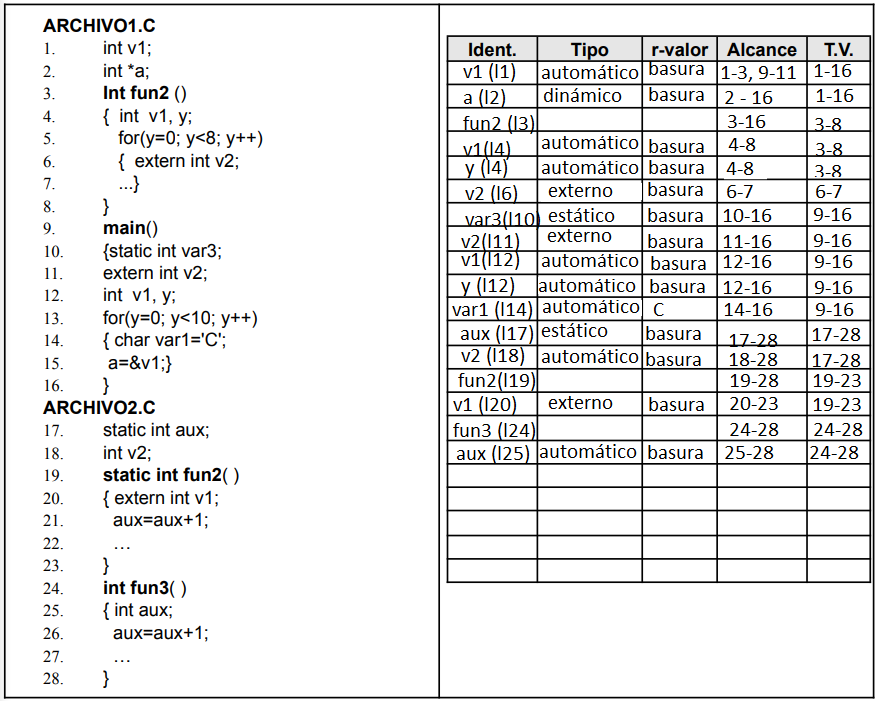 ARCHIVO1.C
1. int v1;
2. int *a;
3. Int fun2 ()
4. { int v1, y;
5. for(y=0; y<8; y++)
6. { extern int v2;
7. ...}
8. }
9. main()
10. {static int var3;
11. extern int v2;
12. int v1, y;
13. for(y=0; y<10; y++)
14. { char var1='C';
15. a=&v1;}
16. }
ARCHIVO2.C
17. static int aux;
18. int v2;
19. static int fun2( )
20. { extern int v1;
21. aux=aux+1;
22. …
23. }
24. int fun3( )
25. { int aux;
26. aux=aux+1;
27. …
28. }
Ident. Tipo r-valor Alcance T.V.
v1 (l1) automático basura 1-3, 9-11 1-16
a (l2) dinámico basura 2 - 16 1-16
fun2 (l3) 3-16 3-8
v1(l4) automático basura 4-8 3-8
y (l4) automático basura 4-8 3-8
v2 (l6) externo basura 6-7 6-7
var3(l10) estático basura 10-16 9-16
v2(l11) externo basura 11-16 9-16
v1(l12) automático basura 12-16 9-16
y (l12) automático basura 12-16 9-16
var1 (l14) automático C 14-16 9-16
aux (l17) estático basura 17-28 17-28
v2 (l18) automático basura 18-28 17-28
fun2(l19) 19-28 19-23
v1 (l20) externo basura 20-23 19-23
fun3 (l24) 24-28 24-28
aux (l25) automático basura 25-28 24-28